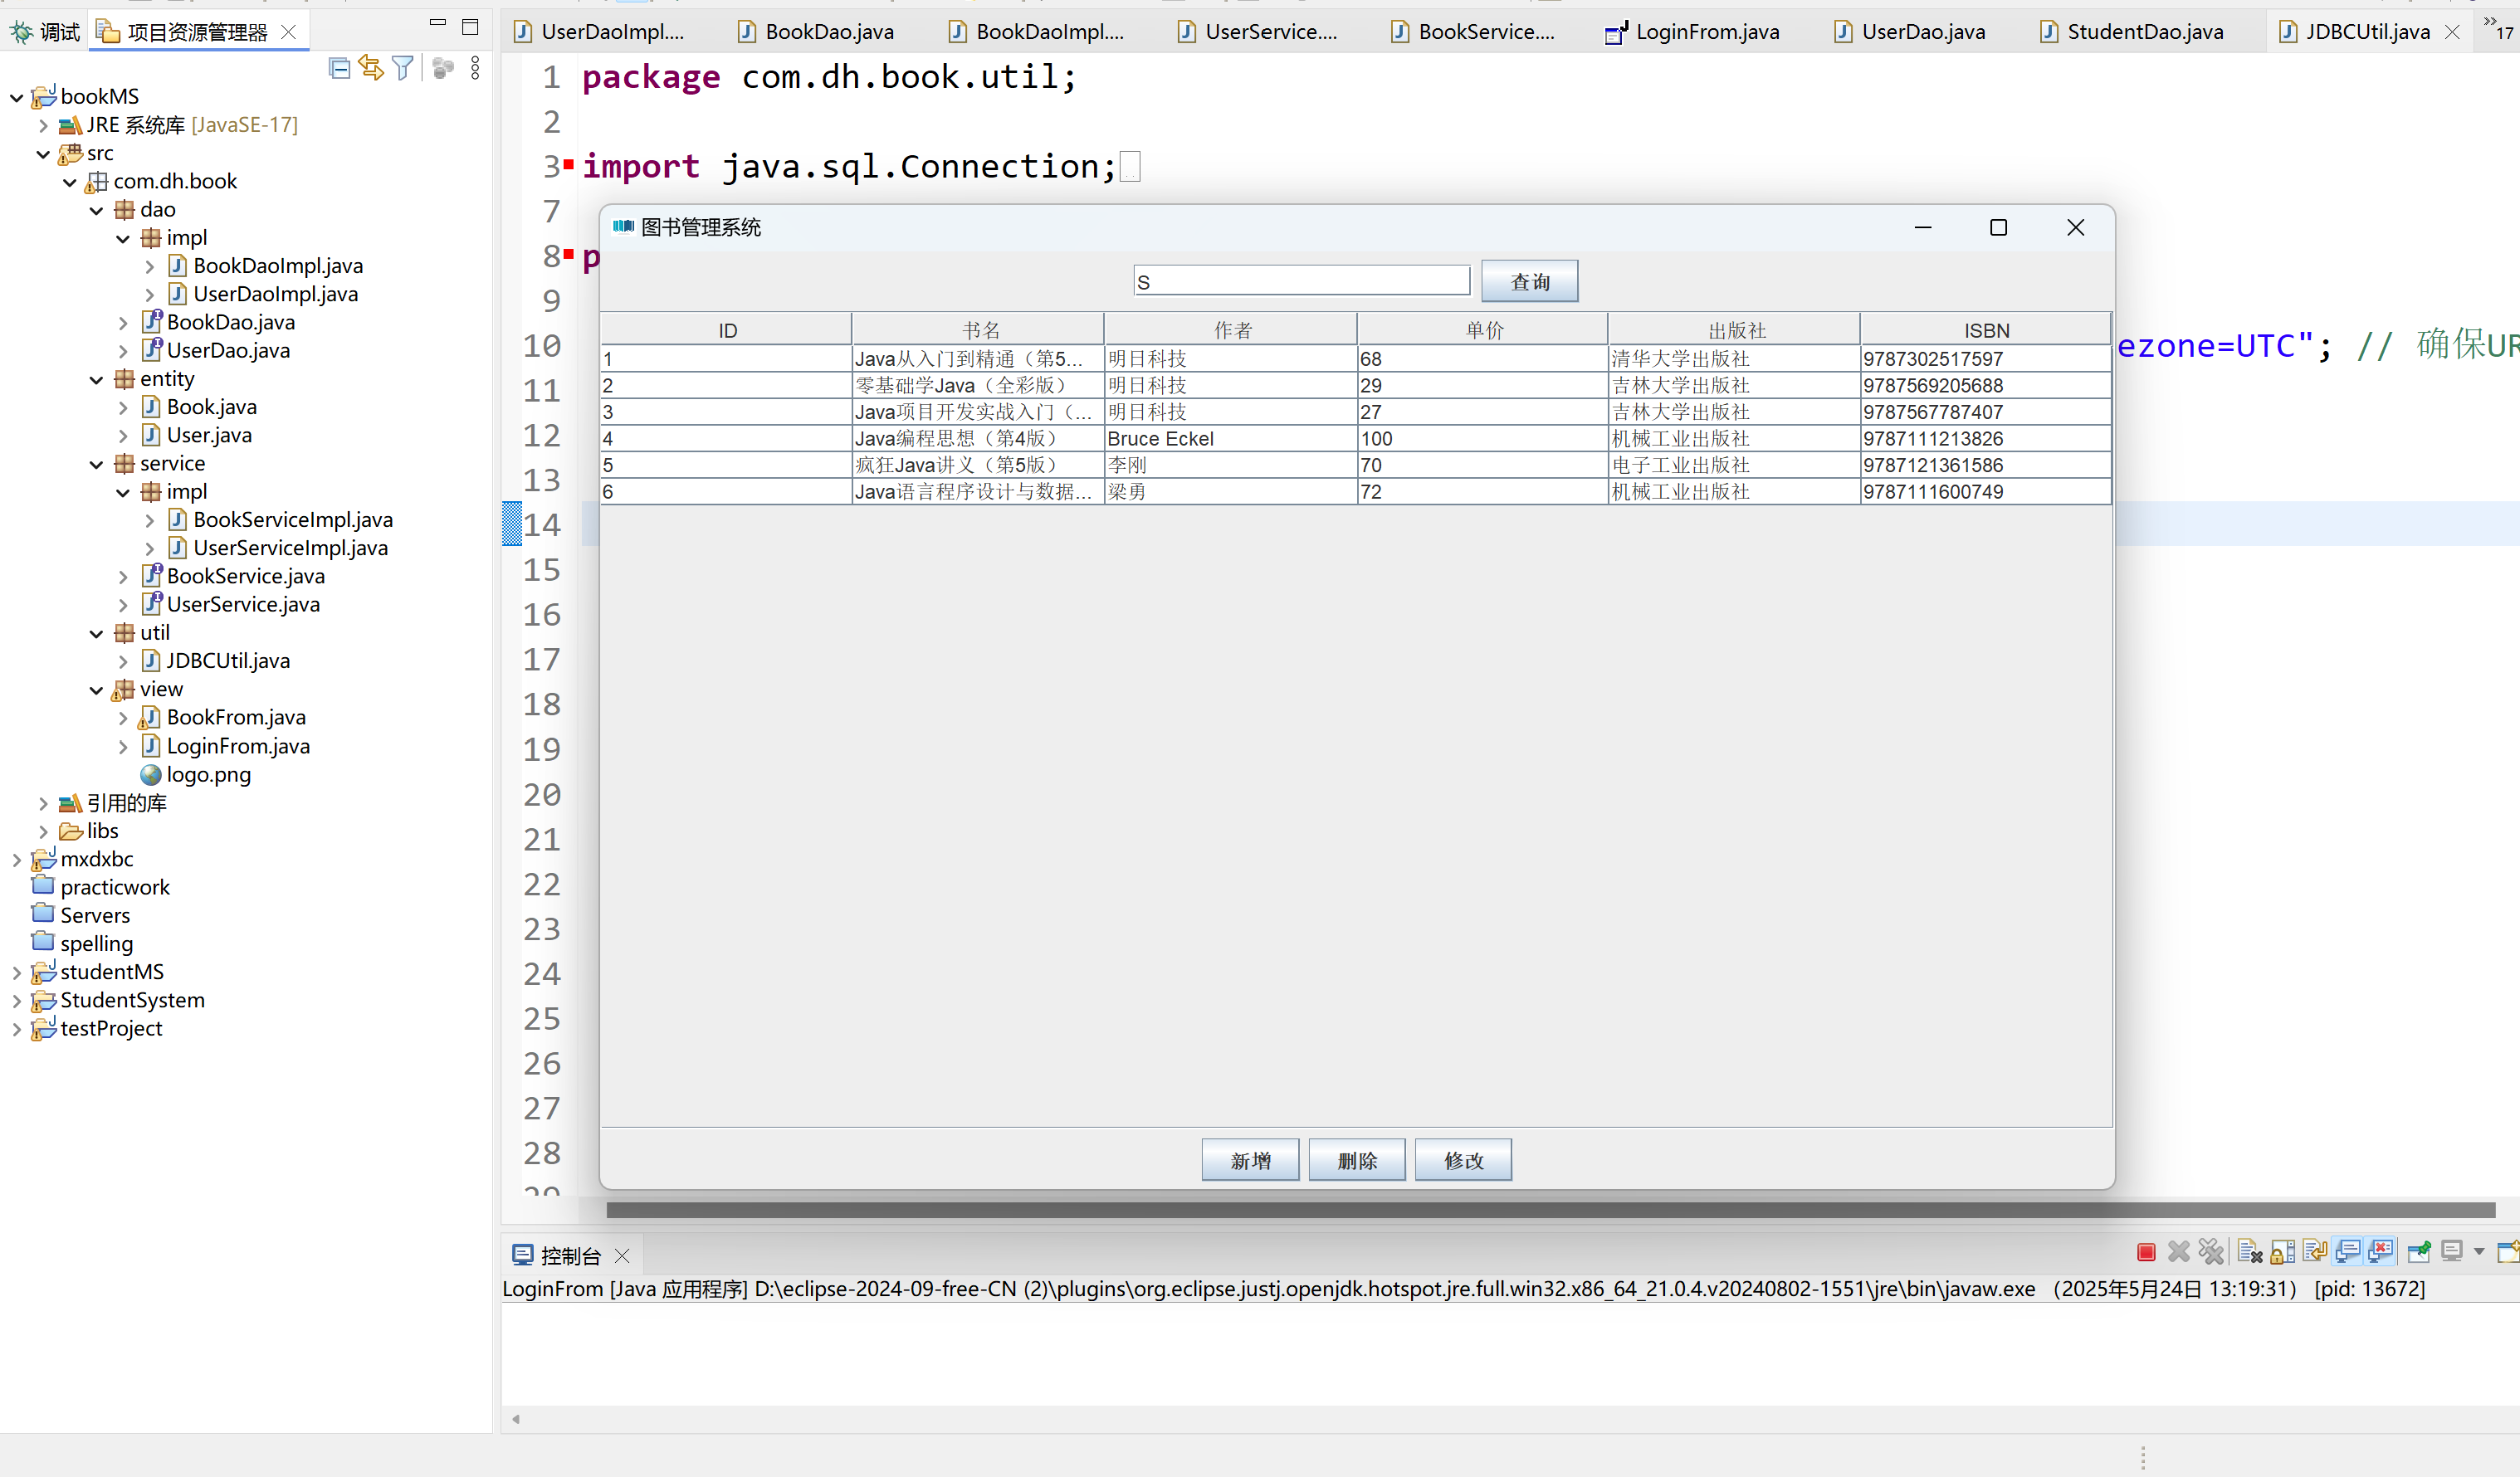 调试
项目资源管理器
bookMS
JRE 系统库 [JavaSE-17]
src
com.dh.book
dao
impl
BookDaoImpl.java
UserDaoImpl.java
BookDao.java
UserDao.java
entity
Book.java
User.java
service
impl
BookServiceImpl.java
UserServiceImpl.java
BookService.java
UserService.java
util
JDBCUtil.java
view
BookFrom.java
LoginFrom.java
logo.png
引用的库
libs
mxdxbc
practicwork
Servers
spelling
studentMS
StudentSystem
testProject
UserDaoImpl.... BookDao.java BookDaoImpl.... UserService.... BookService.... LoginFrom.java UserDao.java StudentDao.java JDBCUtil.java »17
1 package com.dh.book.util;
2
3 import java.sql.Connection;
7
8 p
9
10 ezone=UTC"; // 确保UR
11
12
13
14
15
16
17
18
19
20
21
22
23
24
25
26
27
28
29
图书管理系统
S 查询
ID 书名 作者 单价 出版社 ISBN
1 Java从入门到精通（第5... 明日科技 68 清华大学出版社 9787302517597
2 零基础学Java（全彩版） 明日科技 29 吉林大学出版社 9787569205688
3 Java项目开发实战入门（... 明日科技 27 吉林大学出版社 9787567787407
4 Java编程思想（第4版） Bruce Eckel 100 机械工业出版社 9787111213826
5 疯狂Java讲义（第5版） 李刚 70 电子工业出版社 9787121361586
6 Java语言程序设计与数据... 梁勇 72 机械工业出版社 9787111600749
新增 删除 修改
控制台
LoginFrom [Java 应用程序] D:\eclipse-2024-09-free-CN (2)\plugins\org.eclipse.justj.openjdk.hotspot.jre.full.win32.x86_64_21.0.4.v20240802-1551\jre\bin\javaw.exe （2025年5月24日 13:19:31） [pid: 13672]